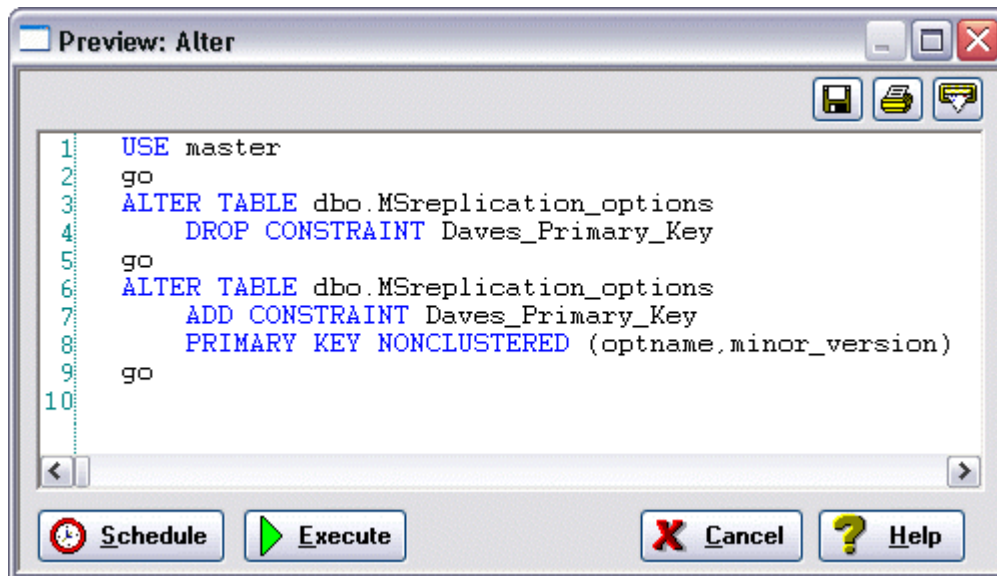 Preview: Alter
1 USE master
2 go
3 ALTER TABLE dbo.MSreplication_options
4 DROP CONSTRAINT Daves_Primary_Key
5 go
6 ALTER TABLE dbo.MSreplication_options
7 ADD CONSTRAINT Daves_Primary_Key
8 PRIMARY KEY NONCLUSTERED (optname,minor_version)
9 go
10
Schedule Execute Cancel Help